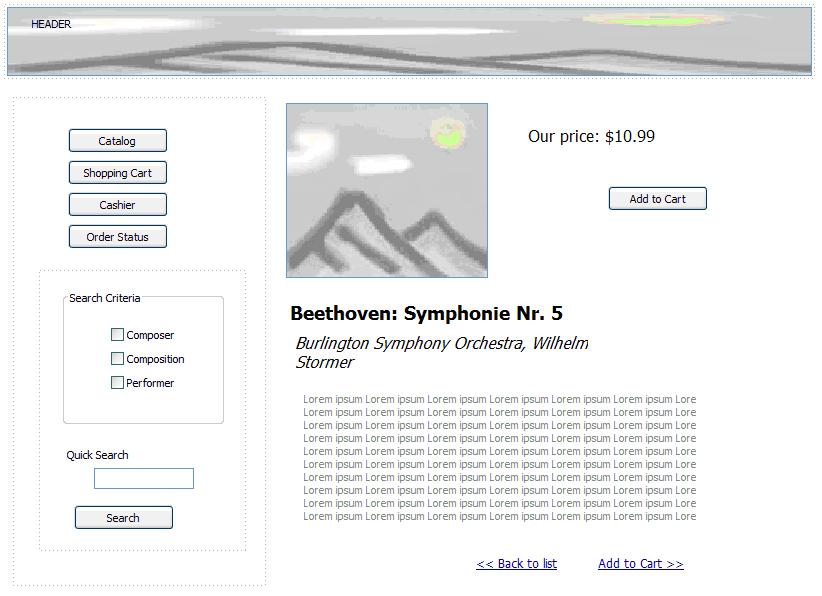 HEADER
Catalog
Shopping Cart
Cashier
Order Status
Search Criteria
Composer
Composition
Performer
Quick Search
Search
Our price: $10.99
Add to Cart
Beethoven: Symphonie Nr. 5
Burlington Symphony Orchestra, Wilhelm
Stormer
Lorem ipsum Lorem ipsum Lorem ipsum Lorem ipsum Lorem ipsum Lorem ipsum Lore
Lorem ipsum Lorem ipsum Lorem ipsum Lorem ipsum Lorem ipsum Lorem ipsum Lore
Lorem ipsum Lorem ipsum Lorem ipsum Lorem ipsum Lorem ipsum Lorem ipsum Lore
Lorem ipsum Lorem ipsum Lorem ipsum Lorem ipsum Lorem ipsum Lorem ipsum Lore
Lorem ipsum Lorem ipsum Lorem ipsum Lorem ipsum Lorem ipsum Lorem ipsum Lore
Lorem ipsum Lorem ipsum Lorem ipsum Lorem ipsum Lorem ipsum Lorem ipsum Lore
Lorem ipsum Lorem ipsum Lorem ipsum Lorem ipsum Lorem ipsum Lorem ipsum Lore
Lorem ipsum Lorem ipsum Lorem ipsum Lorem ipsum Lorem ipsum Lorem ipsum Lore
Lorem ipsum Lorem ipsum Lorem ipsum Lorem ipsum Lorem ipsum Lorem ipsum Lore
Lorem ipsum Lorem ipsum Lorem ipsum Lorem ipsum Lorem ipsum Lorem ipsum Lore
<< Back to list
Add to Cart >>